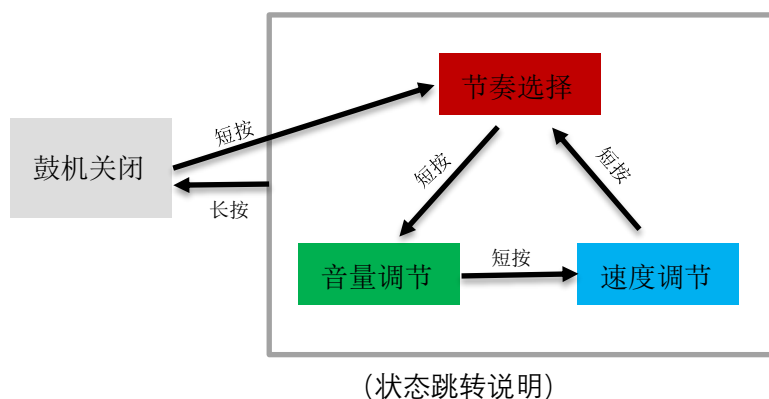 节奏选择
短按
鼓机关闭
短按
短按
长按
短按
音量调节
速度调节
(状态跳转说明)